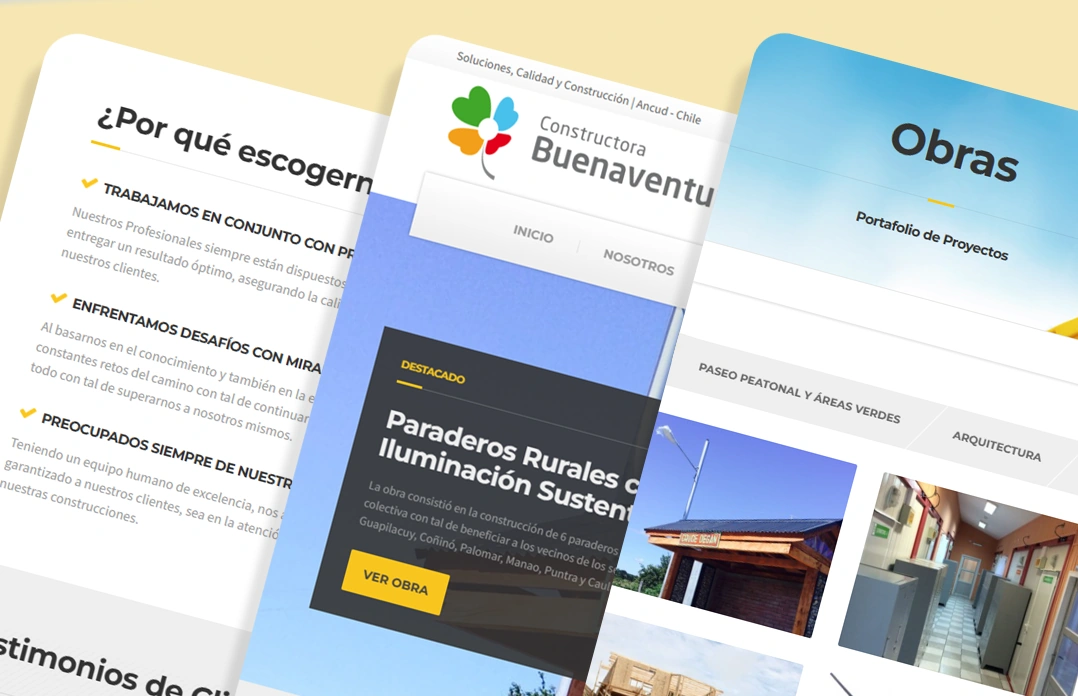 ¿Por qué escogern
TRABAJAMOS EN CONJUNTO CON PR
Nuestros Profesionales siempre están dispuestos
entregar un resultado óptimo, asegurando la cali
nuestros clientes.
ENFRENTAMOS DESAFÍOS CON MIRA
Al basarnos en el conocimiento y también en la e
constantes retos del camino con tal de continuar
todo con tal de superarnos a nosotros mismos.
PREOCUPADOS SIEMPRE DE NUESTR
Teniendo un equipo humano de excelencia, nos a
garantizado a nuestros clientes, sea en la atenció
nuestras construcciones.
stimonios de Cli
Soluciones, Calidad y Construcción | Ancud - Chile
Constructora
Buenaventu
INICIO
NOSOTROS
DESTACADO
Paraderos Rurales c
Iluminación Sustent
La obra consistió en la construcción de 6 paraderos
colectiva con tal de beneficiar a los vecinos de los se
Guapilacuy, Coñinó, Palomar, Manao, Puntra y Caul
VER OBRA
Obras
Portafolio de Proyectos
PASEO PEATONAL Y ÁREAS VERDES
ARQUITECTURA